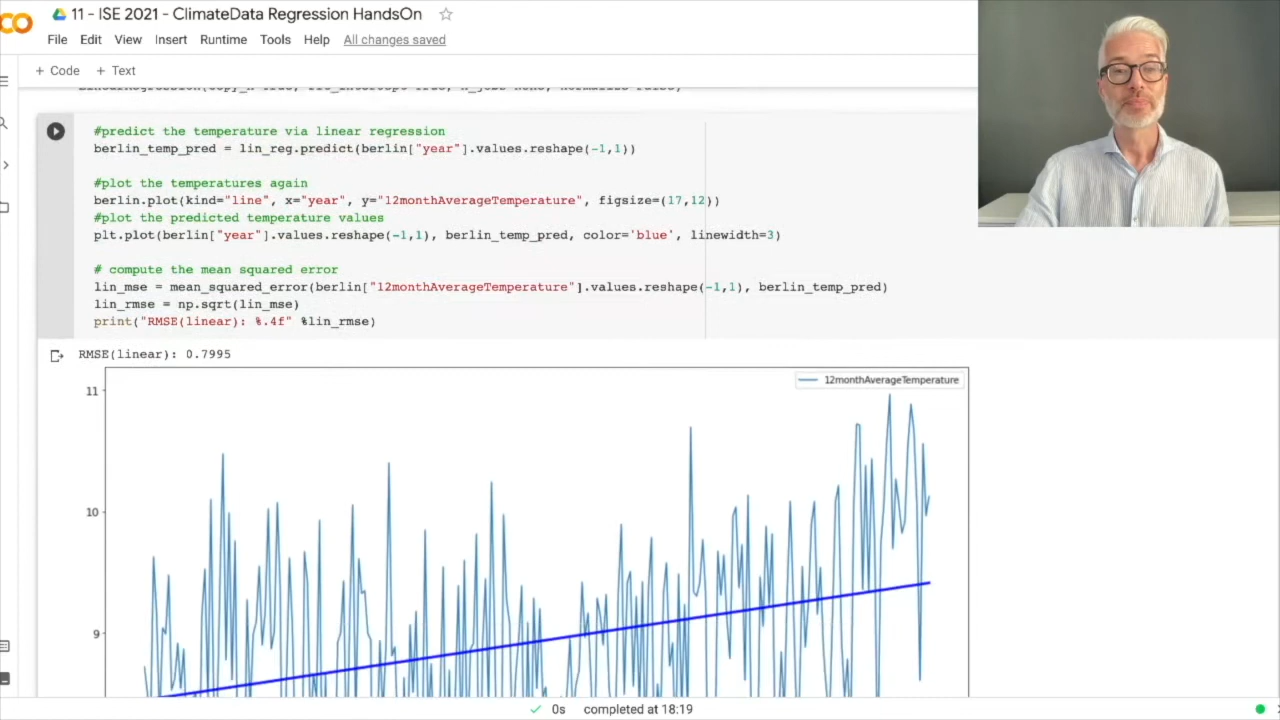 11 - ISE 2021 - ClimateData Regression HandsOn
File Edit View Insert Runtime Tools Help All changes saved
+ Code + Text
#predict the temperature via linear regression
berlin_temp_pred = lin_reg.predict(berlin["year"].values.reshape(-1,1))
#plot the temperatures again
berlin.plot(kind="line", x="year", y="12monthAverageTemperature", figsize=(17,12))
#plot the predicted temperature values
plt.plot(berlin["year"].values.reshape(-1,1), berlin_temp_pred, color='blue', linewidth=3)
# compute the mean squared error
lin_mse = mean_squared_error(berlin["12monthAverageTemperature"].values.reshape(-1,1), berlin_temp_pred)
lin_rmse = np.sqrt(lin_mse)
print("RMSE(linear): %.4f" %lin_rmse)
RMSE(linear): 0.7995
12monthAverageTemperature
11
10
9
0s completed at 18:19